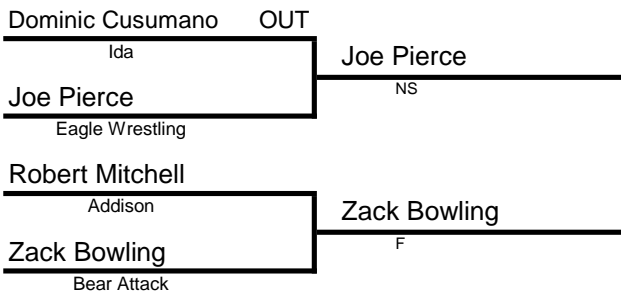 Dominic Cusumano OUT
Ida
Joe Pierce
NS
Joe Pierce
Eagle Wrestling
Robert Mitchell
Addison
Zack Bowling
F
Zack Bowling
Bear Attack